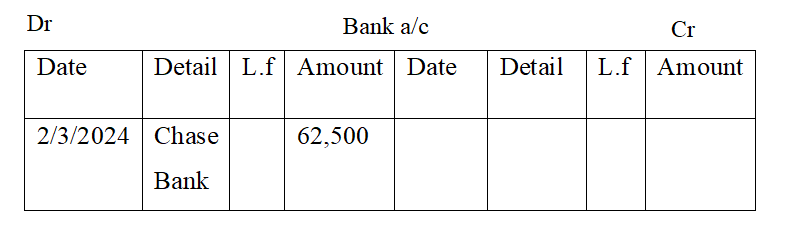 Dr Bank a/c Cr
Date Detail L.f Amount Date Detail L.f Amount
2/3/2024 Chase 62,500
Bank